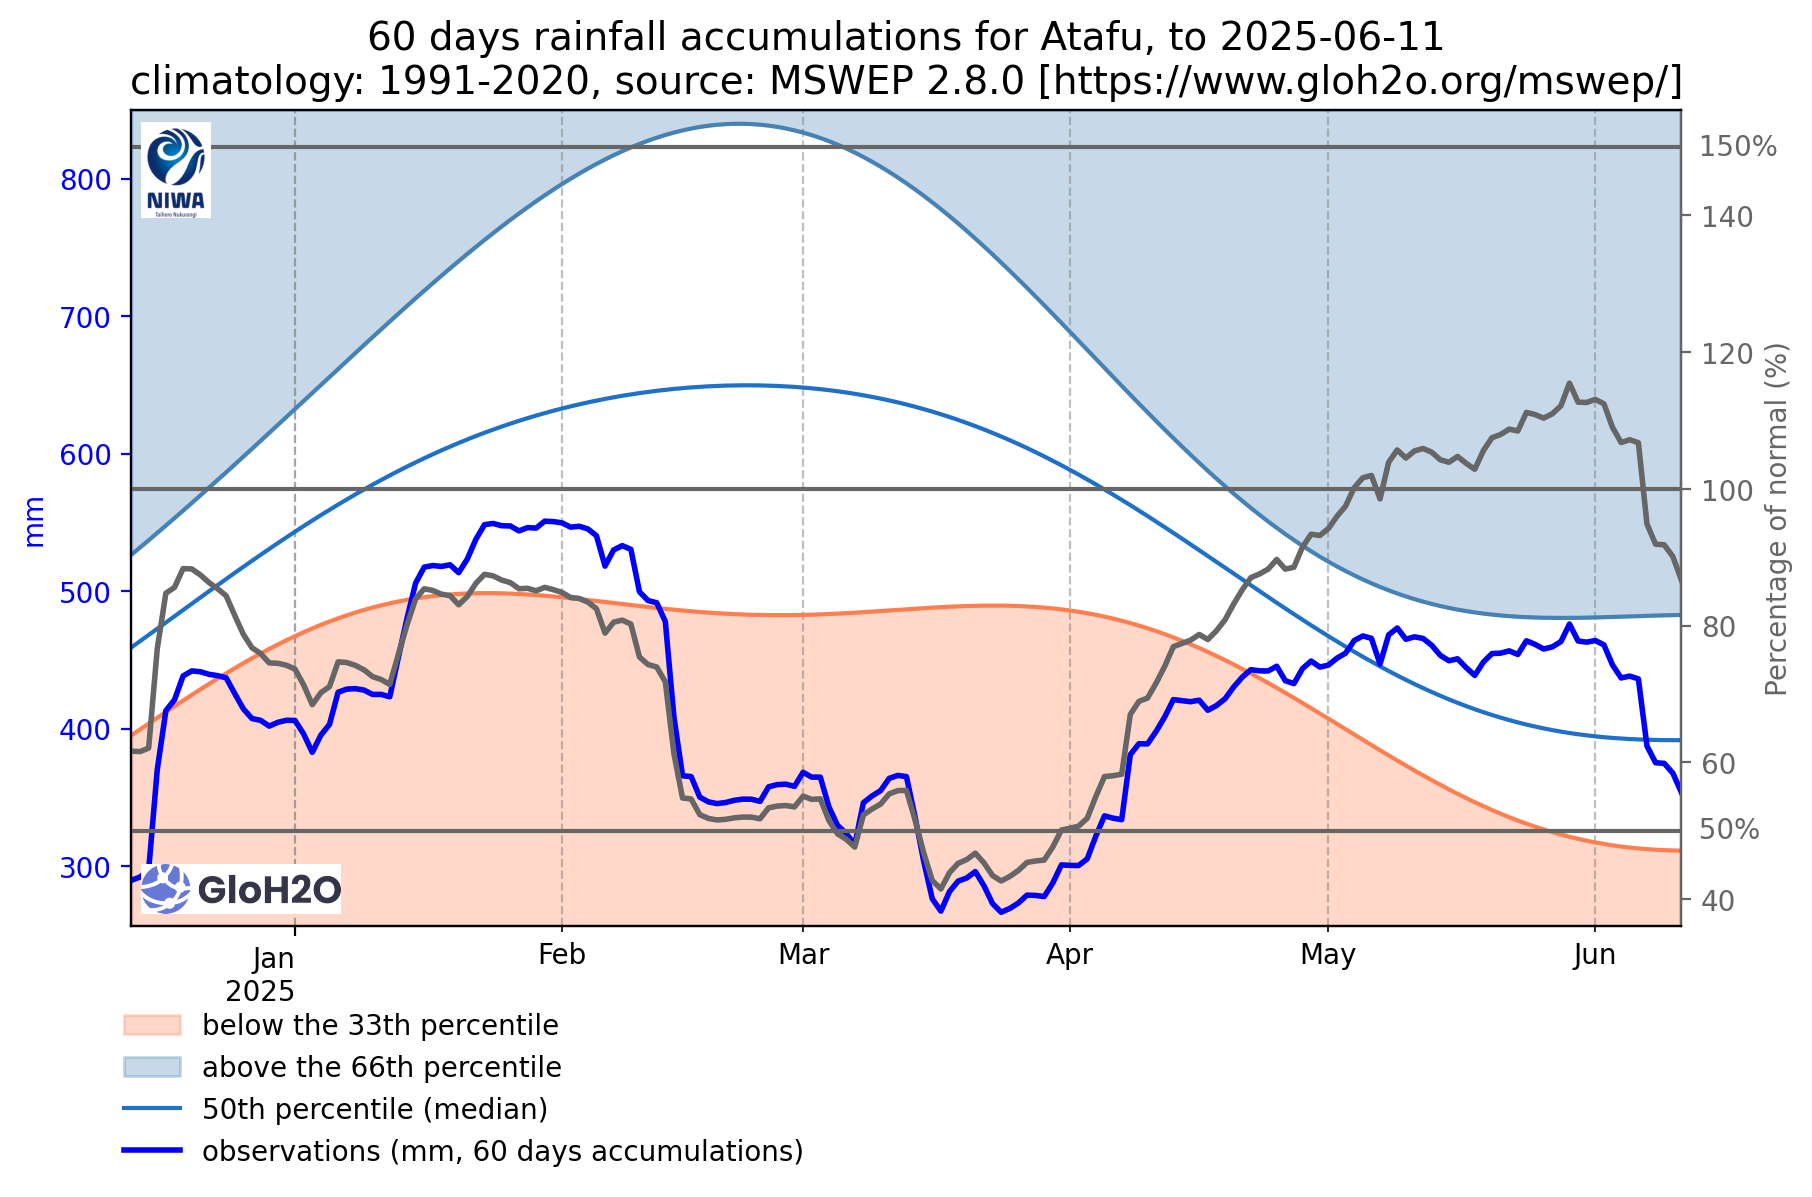 60 days rainfall accumulations for Atafu, to 2025-06-11
climatology: 1991-2020, source: MSWEP 2.8.0 [https://www.gloh2o.org/mswep/]
NIWA
Taihoro Nukurangi
800
700
600
500
400
300
mm
150%
140
120
100
80
60
50%
40
Percentage of normal (%)
GloH2O
Jan
2025
Feb
Mar
Apr
May
Jun
below the 33th percentile
above the 66th percentile
50th percentile (median)
observations (mm, 60 days accumulations)